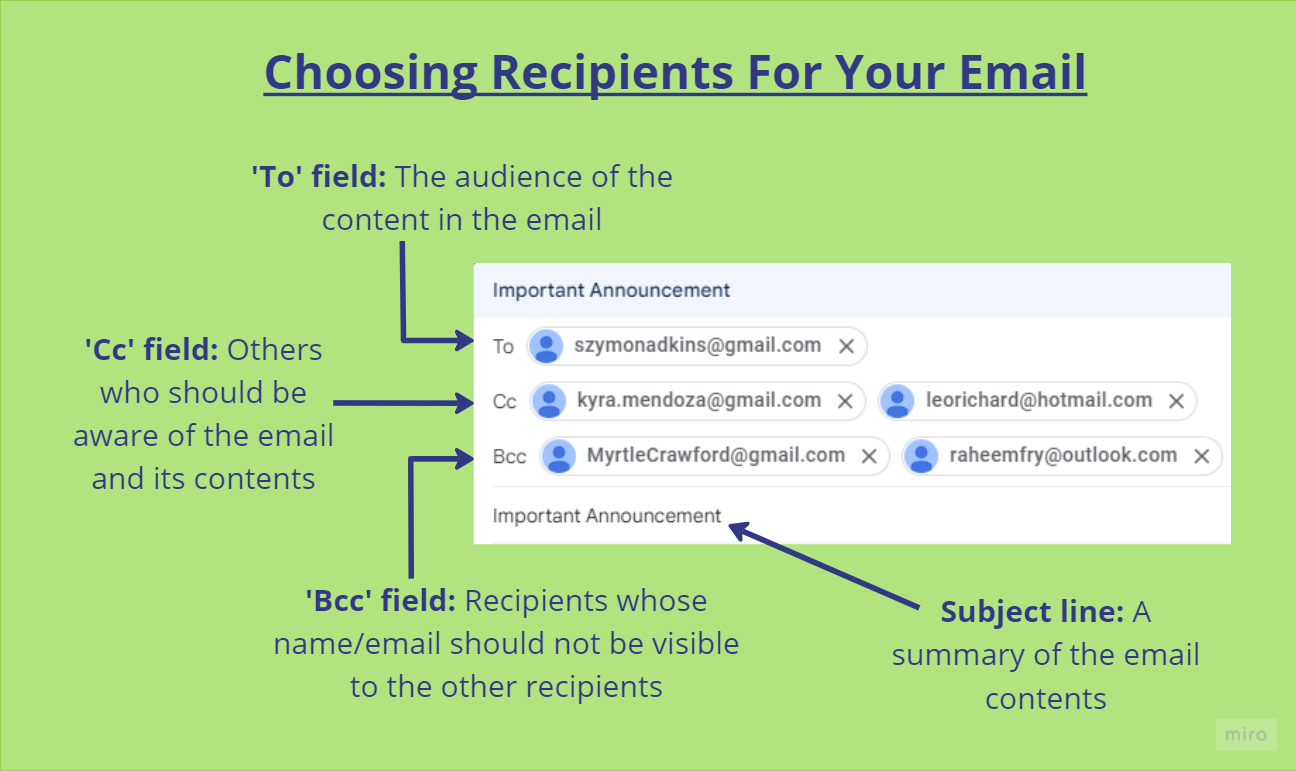 Choosing Recipients For Your Email
'To' field: The audience of the
content in the email
Important Announcement
To szymonadkins@gmail.com
'Cc' field: Others
who should be
aware of the email
and its contents
Cc kyra.mendoza@gmail.com leorichard@hotmail.com
Bcc MyrtleCrawford@gmail.com raheemfry@outlook.com
Important Announcement
'Bcc' field: Recipients whose
name/email should not be visible
to the other recipients
Subject line: A
summary of the email
contents
miro